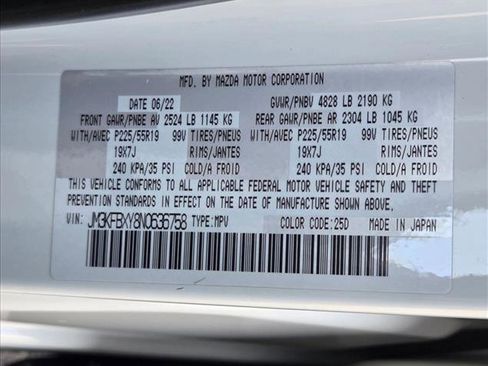 MFD. BY MAZDA MOTOR CORPORATION
DATE 06/22 GVWR/PNBV 4828 LB 2190 KG
FRONT GAWR/PNBE AV 2524 LB 1145 KG REAR GAWR/PNBE AR 2304 LB 1045 KG
WITH/AVEC P225/55R19 99V TIRES/PNEUS WITH/AVEC P225/55R19 99V TIRES/PNEUS
19X7J RIMS/JANTES 19X7J RIMS/JANTES
240 KPA/35 PSI COLD/A FROID 240 KPA/35 PSI COLD/A FROID
THIS VEHICLE CONFORMS TO ALL APPLICABLE FEDERAL MOTOR VEHICLE SAFETY AND THEFT PREVENTION
STANDARDS IN EFFECT ON THE DATE OF MANUFACTURE SHOWN ABOVE.
VIN: JM3KFBXY8N0636758 TYPE:MPV COLOR CODE:25D MADE IN JAPAN